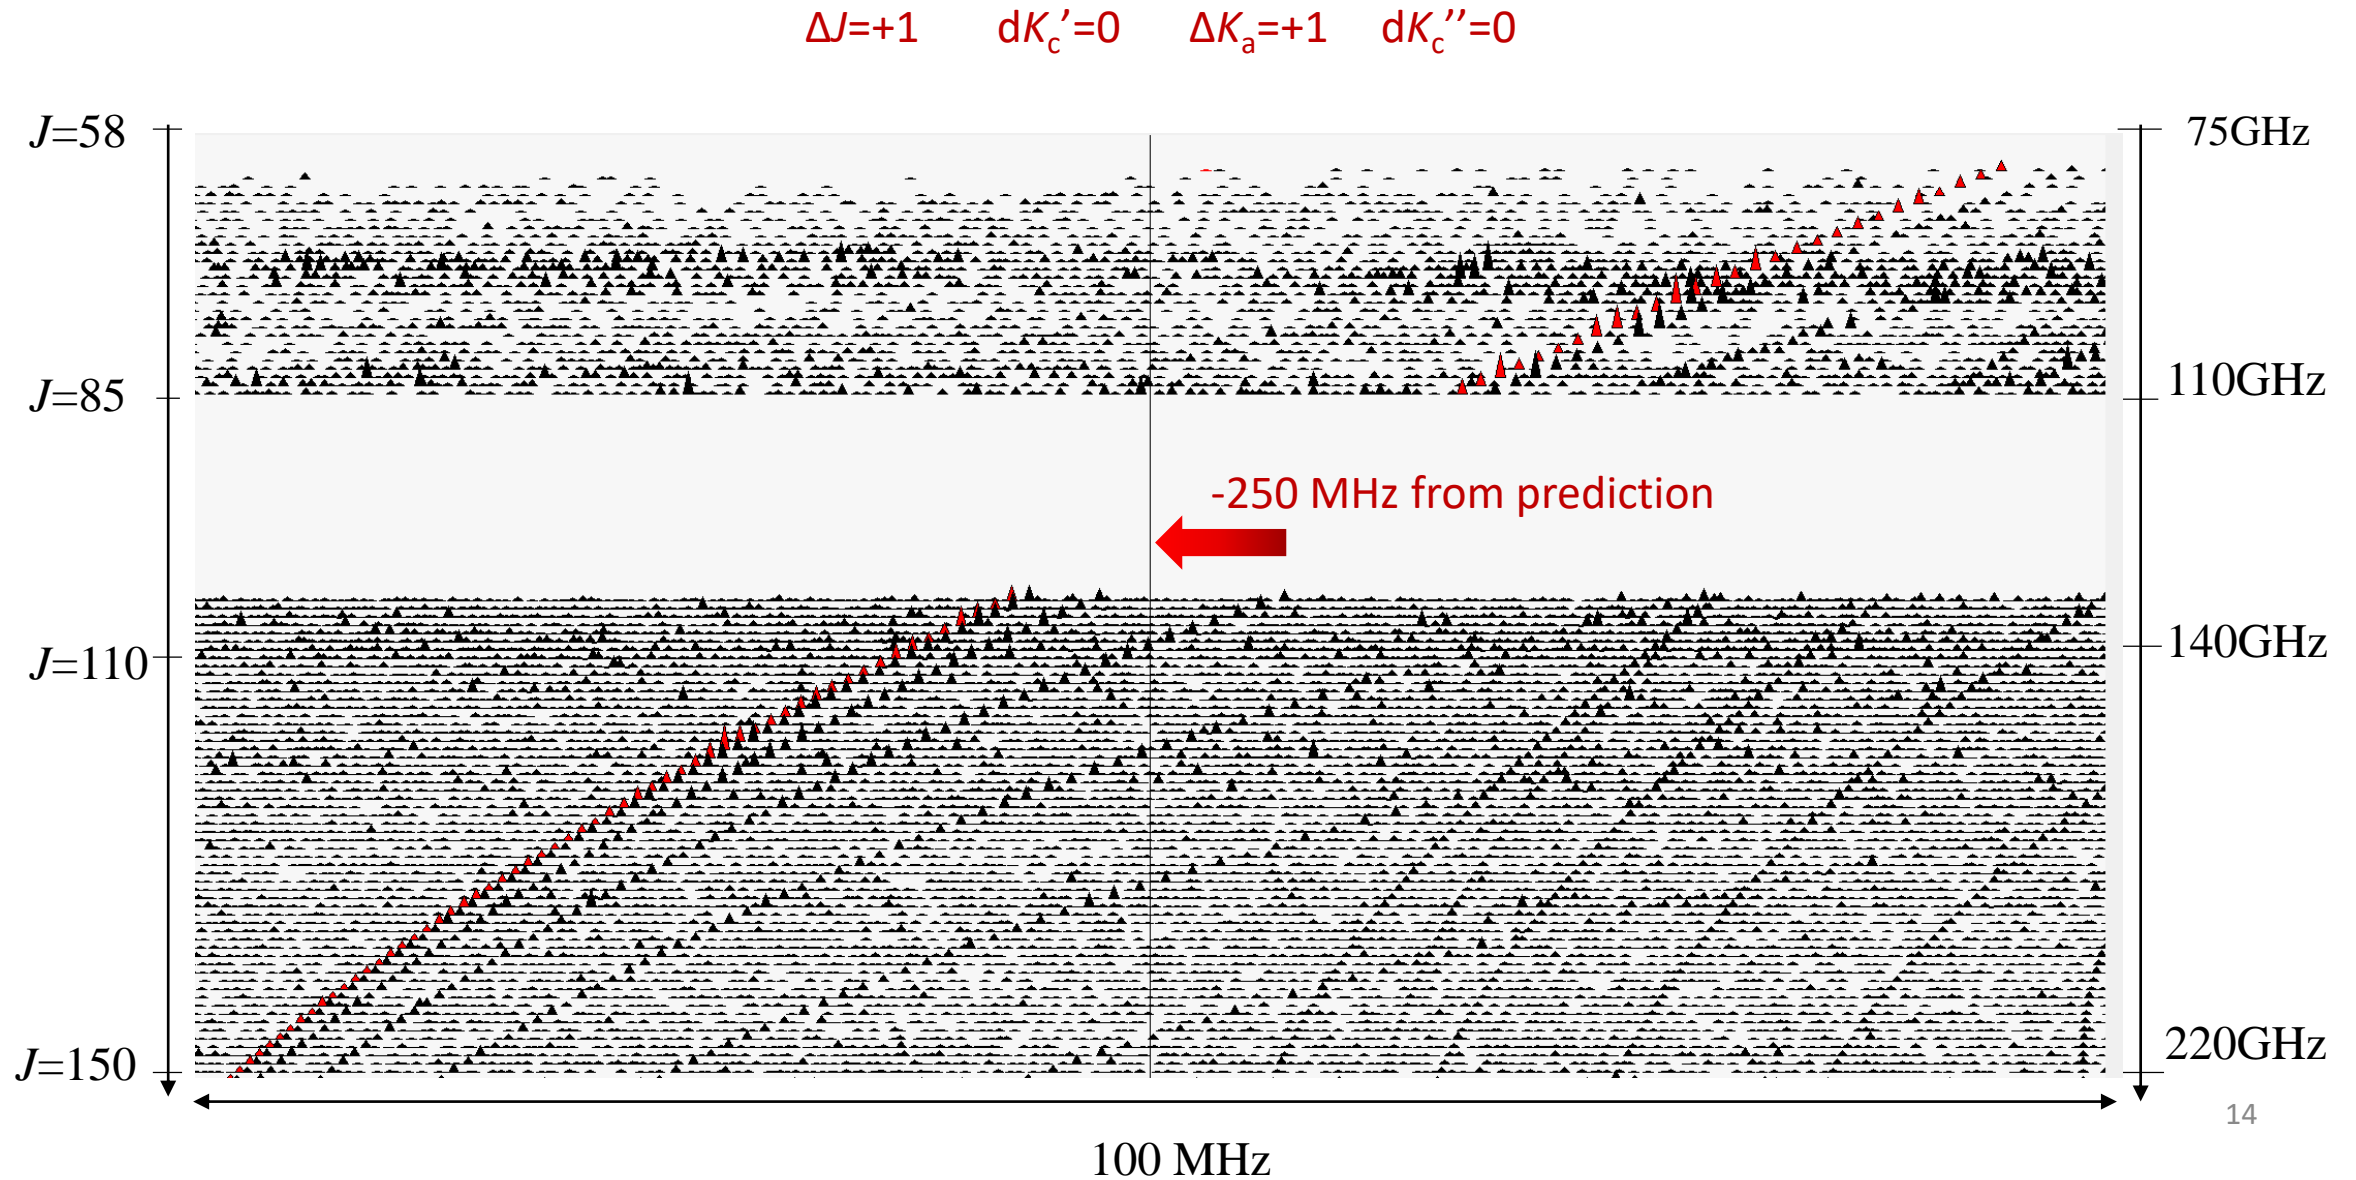 ΔJ=+1 dKc’=0 ΔKa=+1 dKc’’=0
J=58
75GHz
J=85
110GHz
-250 MHz from prediction
J=110
140GHz
J=150
220GHz
14
100 MHz